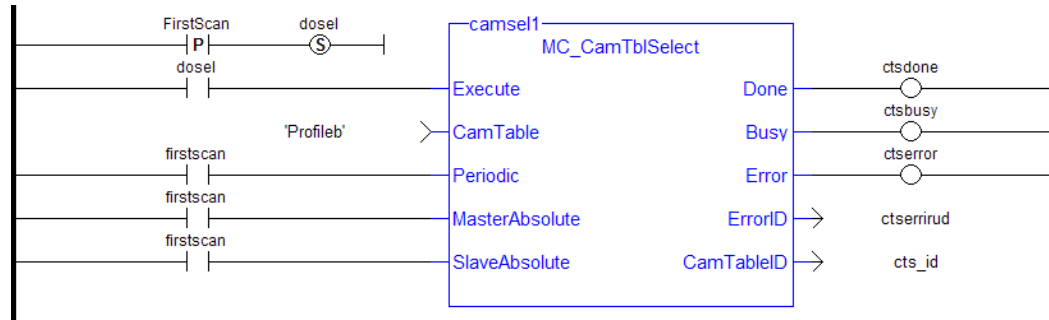 FirstScan dosel
P S
camsel1
MC_CamTblSelect
dosel
Execute Done ctsdone
'Profileb' CamTable Busy ctsbusy
firstscan
Periodic Error ctserror
firstscan
MasterAbsolute ErrorID ctserrirud
firstscan
SlaveAbsolute CamTableID cts_id